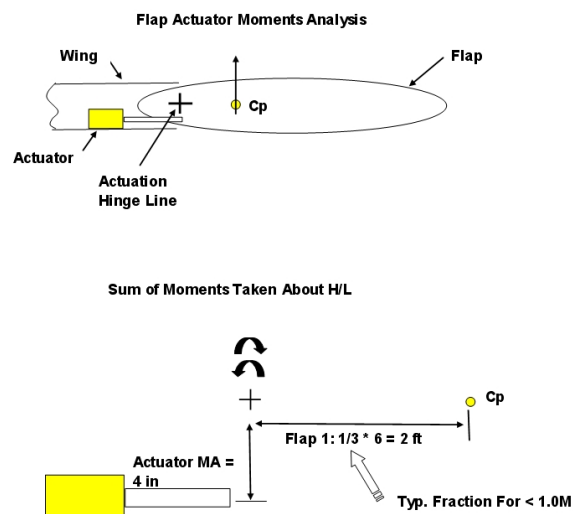 Flap Actuator Moments Analysis
Wing
Flap
Cp
Actuator
Actuation
Hinge Line
Sum of Moments Taken About H/L
Cp
Flap 1: 1/3 * 6 = 2 ft
Actuator MA =
4 in
Typ. Fraction For < 1.0M